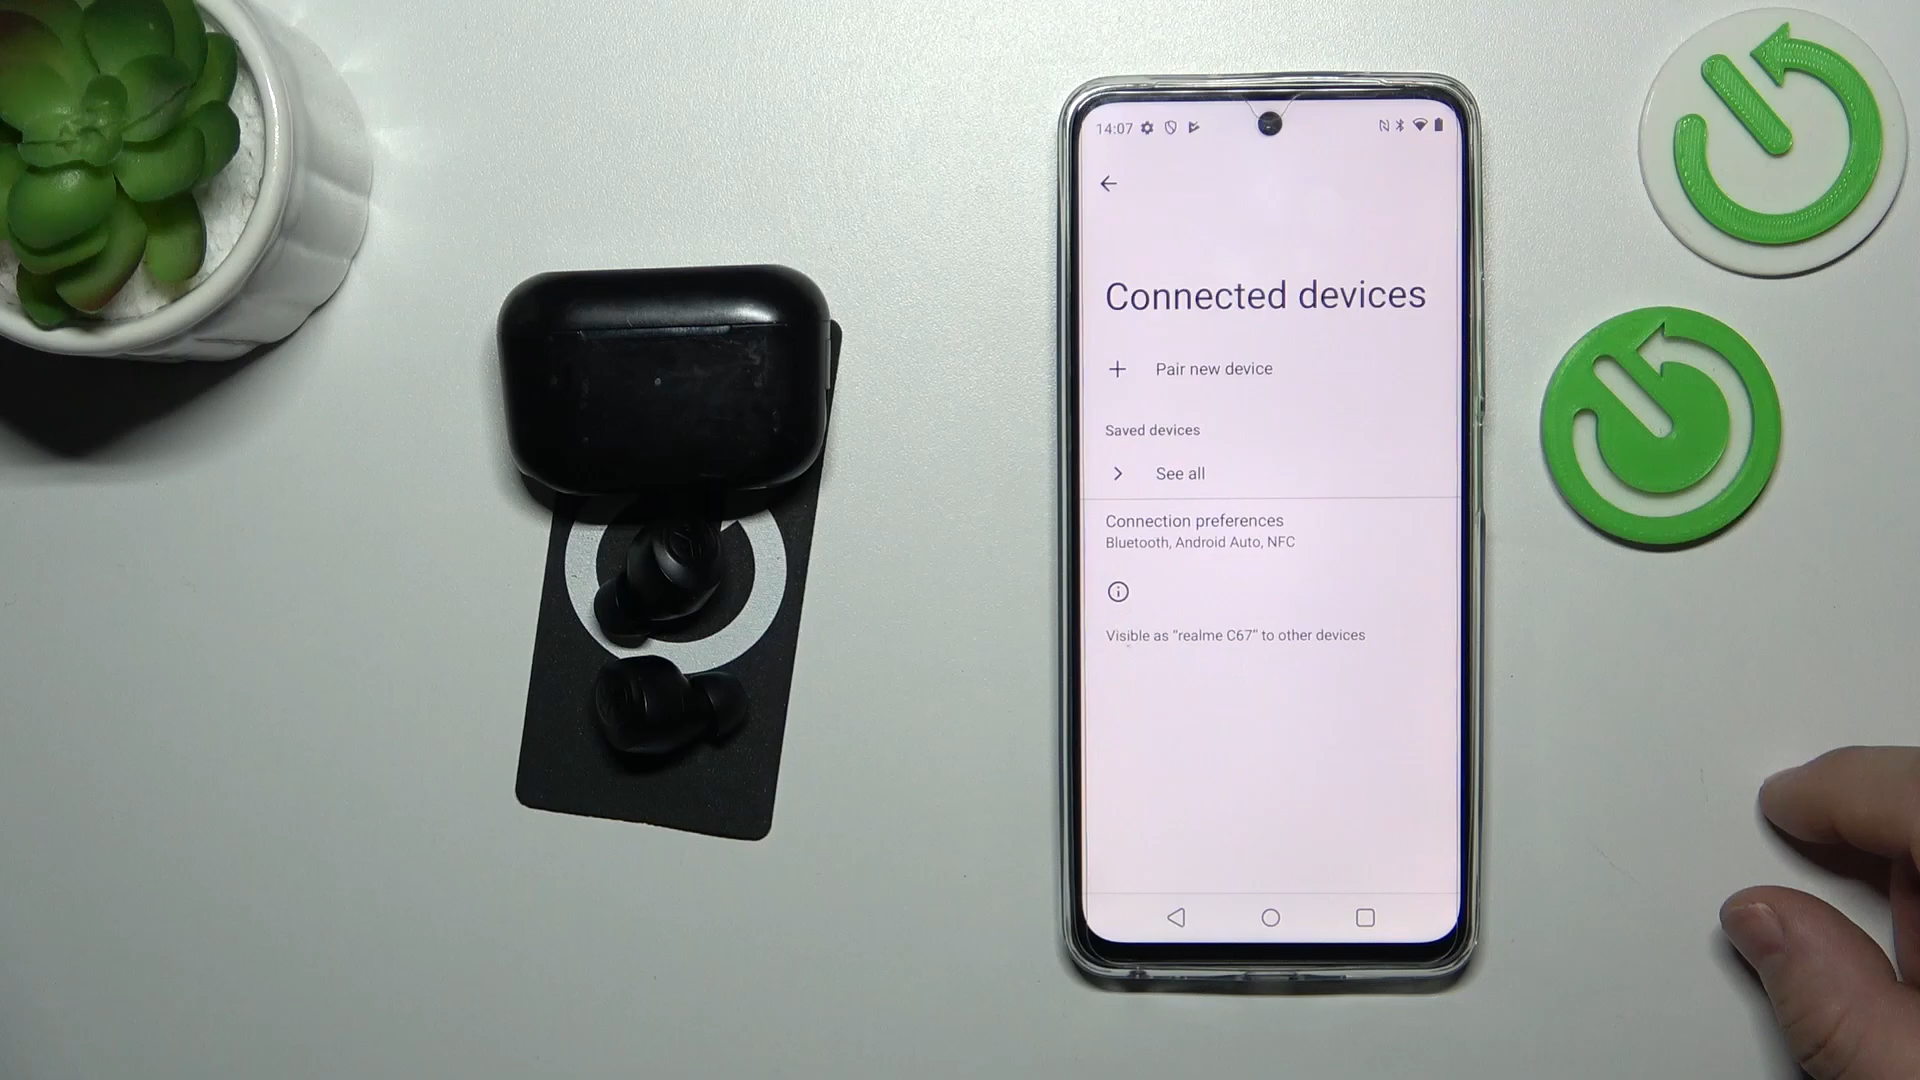 14:07
Connected devices
Pair new device
Saved devices
See all
Connection preferences
Bluetooth, Android Auto, NFC
Visible as "realme C67" to other devices